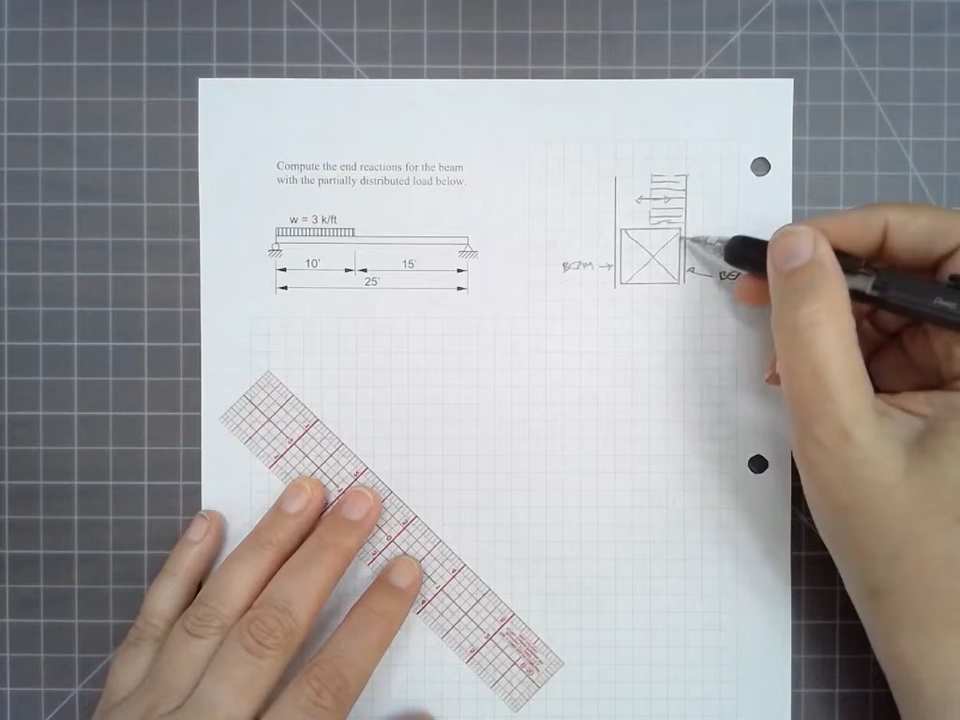 Compute the end reactions for the beam
with the partially distributed load below.
w = 3 k/ft
10'
15'
25'
BEAM